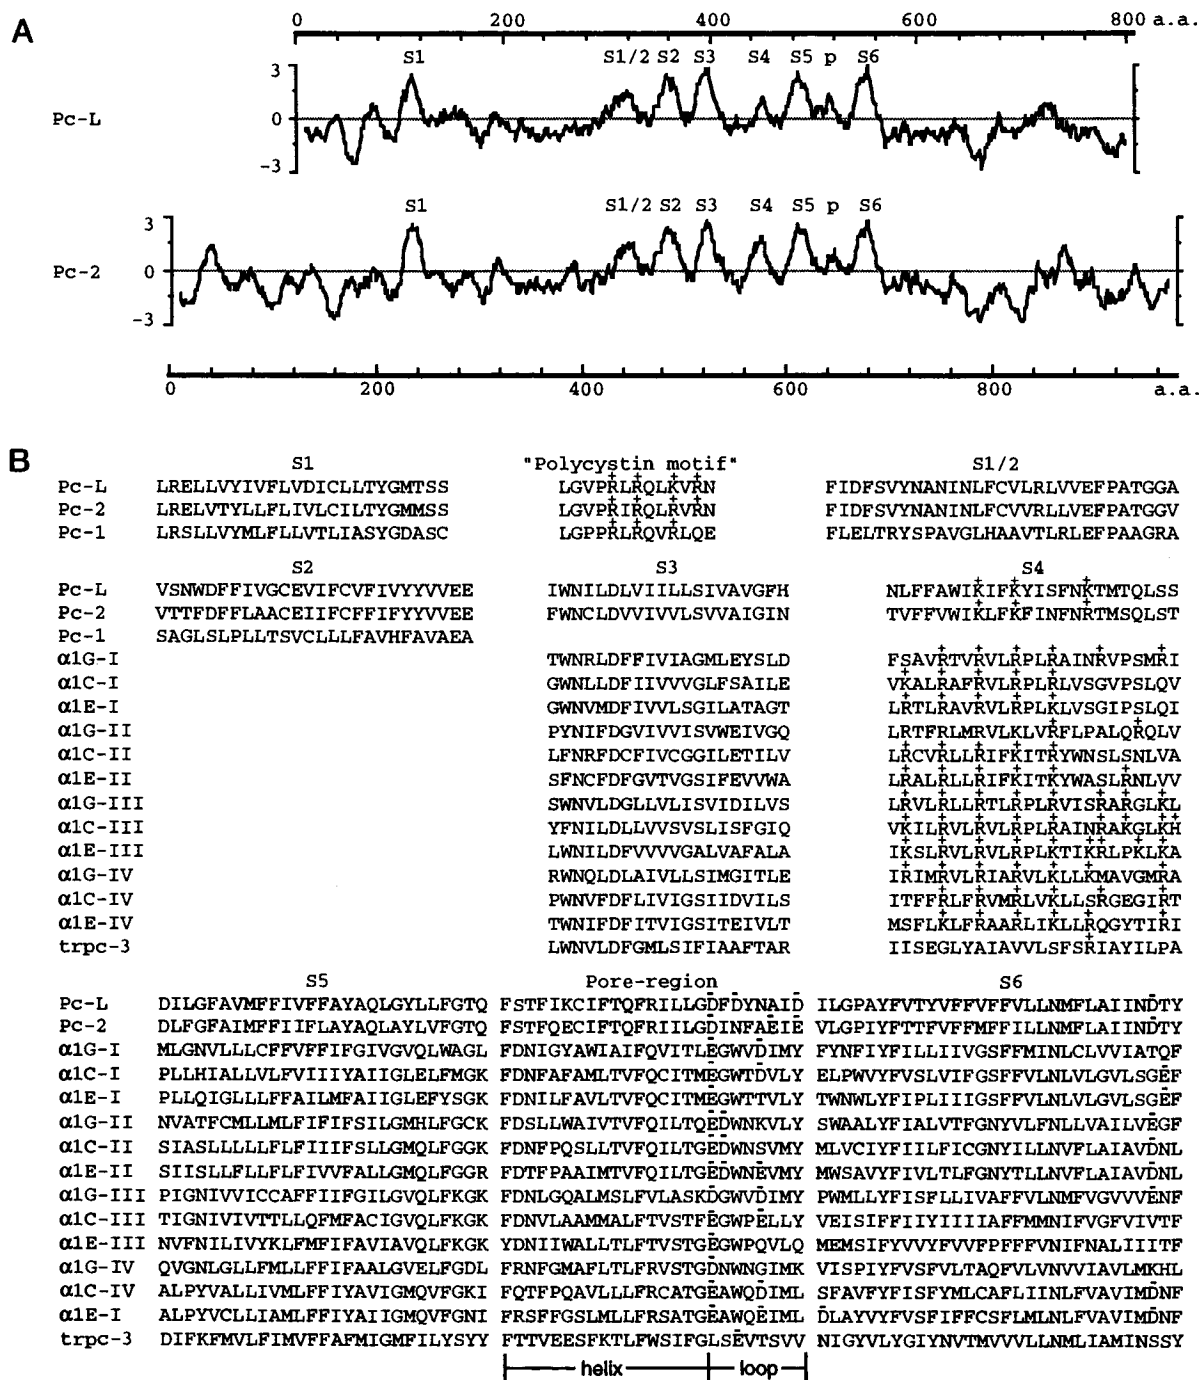 A
0 200 400 600 800 a.a.
S1 S1/2 S2 S3 S4 S5 p S6
3
Pc-L 0
-3
S1 S1/2 S2 S3 S4 S5 p S6
3
Pc-2 0
-3
0 200 400 600 800 a.a.
B
S1 "Polycystin motif" S1/2
Pc-L LRELLVYIVFLVDICLLTYGMTSS LGVPRLRQLKVRN FIDFSVYNANINLFCVLRLVVEFPATGGA
Pc-2 LRELVTYLLFLIVLCILTYGMMSS LGVPRIRQLRVRN FIDFSVYNANINLFCVVRLLVEFPATGGV
Pc-1 LRSLLVYMLFLLVTLIASYGDASC LGPPRLRQVRLQE FLELTRYSPAVGLHAAVTLRLEFPAAGRA
S2 S3 S4
Pc-L VSNWDFFIVGCEVIFCVFIVYYVVEE IWNILDLVIILLSIVAVGFH NLFFAWIKIFKYISFNKTMTQLSS
Pc-2 VTTFDFFLAACEIIFCFFIFYYVVEE FWNCLDVVIVVLSVVAIGIN TVFFVWIKLFKFINFNRTMSQLST
Pc-1 SAGLSLPLLTSVCLLLFAVHFAVAEA
α1G-I TWNRLDFFIVIAGMLEYSLD FSAVRTVRVLRPLRAINRVPSMRI
α1C-I GWNLLDFIIVVVGLFSAILE VKALRAFRVLRPLRLVSGVPSLQV
α1E-I GWNVMDFIVVLSGILATAGT LRTLRAVRVLRPLKLVSGIPSLQI
α1G-II PYNIFDGVIVVISVWEIVGQ LRTFRLMRVLKLVRFLPALQRQLV
α1C-II LFNRFDCFIVCGGILETILV LRCVRLLRIFKITRYWNSLSNLVA
α1E-II SFNCFDFGVTVGSIFEVVWA LRALRLLRIFKITKYWASLRNLVV
α1G-III SWNVLDGLLVLISVIDILVS LRVLRLLRTLRPLRVISRARGLKL
α1C-III YFNILDLLVVSVSLISFGIQ VKILRVLRVLRPLRAINRAKGLKH
α1E-III LWNILDFVVVVGALVAFALA IKSLRVLRVLRPLKTIKRLPKLKA
α1G-IV RWNQLDLAIVLLSIMGITLE IRIMRVLRIARVLKLLKMAVGMRA
α1C-IV PWNVFDFLIVIGSIIDVILS ITFFRLFRVMRLVKLLSRGEGIRT
α1E-IV TWNIFDFITVIGSITEIVLT MSFLKLFRAARLIKLLRQGYTIRI
trpc-3 LWNVLDFGMLSIFIAAFTAR IISEGLYAIAVVLSFSRIAYILPA
S5 Pore-region S6
Pc-L DILGFAVMFFIVFFAYAQLGYLLFGTQ FSTFIKCIFTQFRILLGDFDYNAID ILGPAYFVTYVFFVFFVLLNMFLAIINDTY
Pc-2 DLFGFAIMFFIIFLAYAQLAYLVFGTQ FSTFQECIFTQFRIILGDINFAEIE VLGPIYFTTFVFFMFFILLNMFLAIINDTY
α1G-I MLGNVLLLCFFVFFIFGIVGVQLWAGL FDNIGYAWIAIFQVITLEGWVDIMY FYNFIYFILLIIVGSFFMINLCLVVIATQF
α1C-I PLLHIALLVLFVIIIYAIIGLELFMGK FDNFAFAMLTVFQCITMEGWTDVLY ELPWVYFVSLVIFGSFFVLNLVLGVLSGEF
α1E-I PLLQIGLLLFFAILMFAIIGLEFYSGK FDNILFAVLTVFQCITMEGWTTVLY TWNWLYFIPLIIIGSFFVLNLVLGVLSGEF
α1G-II NVATFCMLLMLFIFIFSILGMHLFGCK FDSLLWAIVTVFQILTQEDWNKVLY SWAALYFIALVTFGNYVLFNLLVAILVEGF
α1C-II SIASLLLLLFLFIIIFSLLGMQLFGGK FDNFPQSLLTVFQILTGEDWNSVMY MLVCIYFIILFICGNYILLNVFLAIAVDNL
α1E-II SIISLLFLLFLFIVVFALLGMQLFGGR FDTFPAAIMTVFQILTGEDWNEVMY MWSAVYFIVLTLFGNYTLLNVFLAIAVDNL
α1G-III PIGNIVVICCAFFIIFGILGVQLFKGK FDNLGQALMSLFVLASKDGWVDIMY PWMLLYFISFLLIVAFFVLNMFVGVVVENF
α1C-III TIGNIVIVTTLLQFMFACIGVQLFKGK FDNVLAAMMALFTVSTFEGWPELLY VEISIFFIIYIIIIAFFMMNIFVGFVIVTF
α1E-III NVFNILIVYKLFMFIFAVIAVQLFKGK YDNIIWALLTLFTVSTGEGWPQVLQ MEMSIFYVVYFVVFPFFFVNIFNALIIITF
α1G-IV QVGNLGLLFMLLFFIFAALGVELFGDL FRNFGMAFLTLFRVSTGDNWNGIMK VISPIYFVSFVLTAQFVLVNVVIAVLMKHL
α1C-IV ALPYVALLIVMLFFIYAVIGMQVFGKI FQTFPQAVLLLFRCATGEAWQDIML SFAVFYFISFYMLCAFLIINLFVAVIMDNF
α1E-I ALPYVCLLIAMLFFIYAIIGMQVFGNI FRSFFGSLMLLFRSATGEAWQEIML DLAYVYFVSFIFFCSFLMLNLFVAVIMDNF
trpc-3 DIFKFMVLFIMVFFAFMIGMFILYSYY FTTVEESFKTLFWSIFGLSEVTSVV NIGYVLYGIYNVTMVVVLLNMLIAMINSSY
helix loop